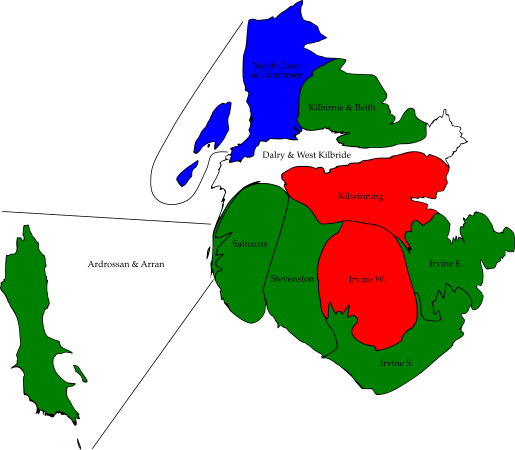 North Coast
& Cumbraes
Kilbirnie & Beith
Dalry & West Kilbride
Kilwinning
Saltcoats
Ardrossan & Arran
Stevenston
Irvine W.
Irvine E.
Irvine S.